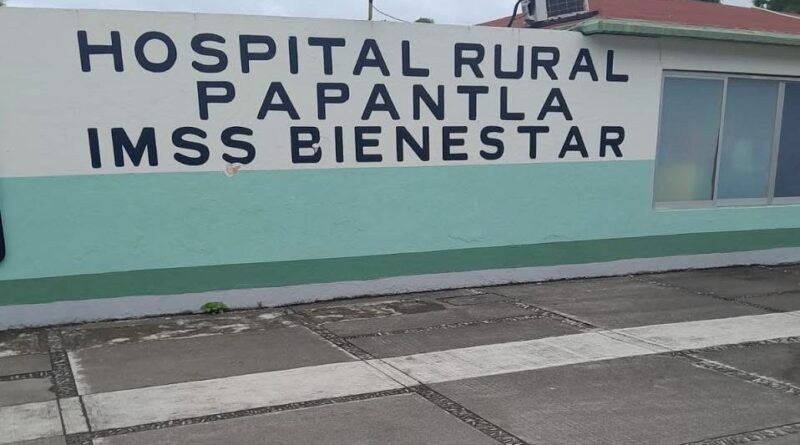 HOSPITAL RURAL
PAPANTLA
IMSS BIENESTAR